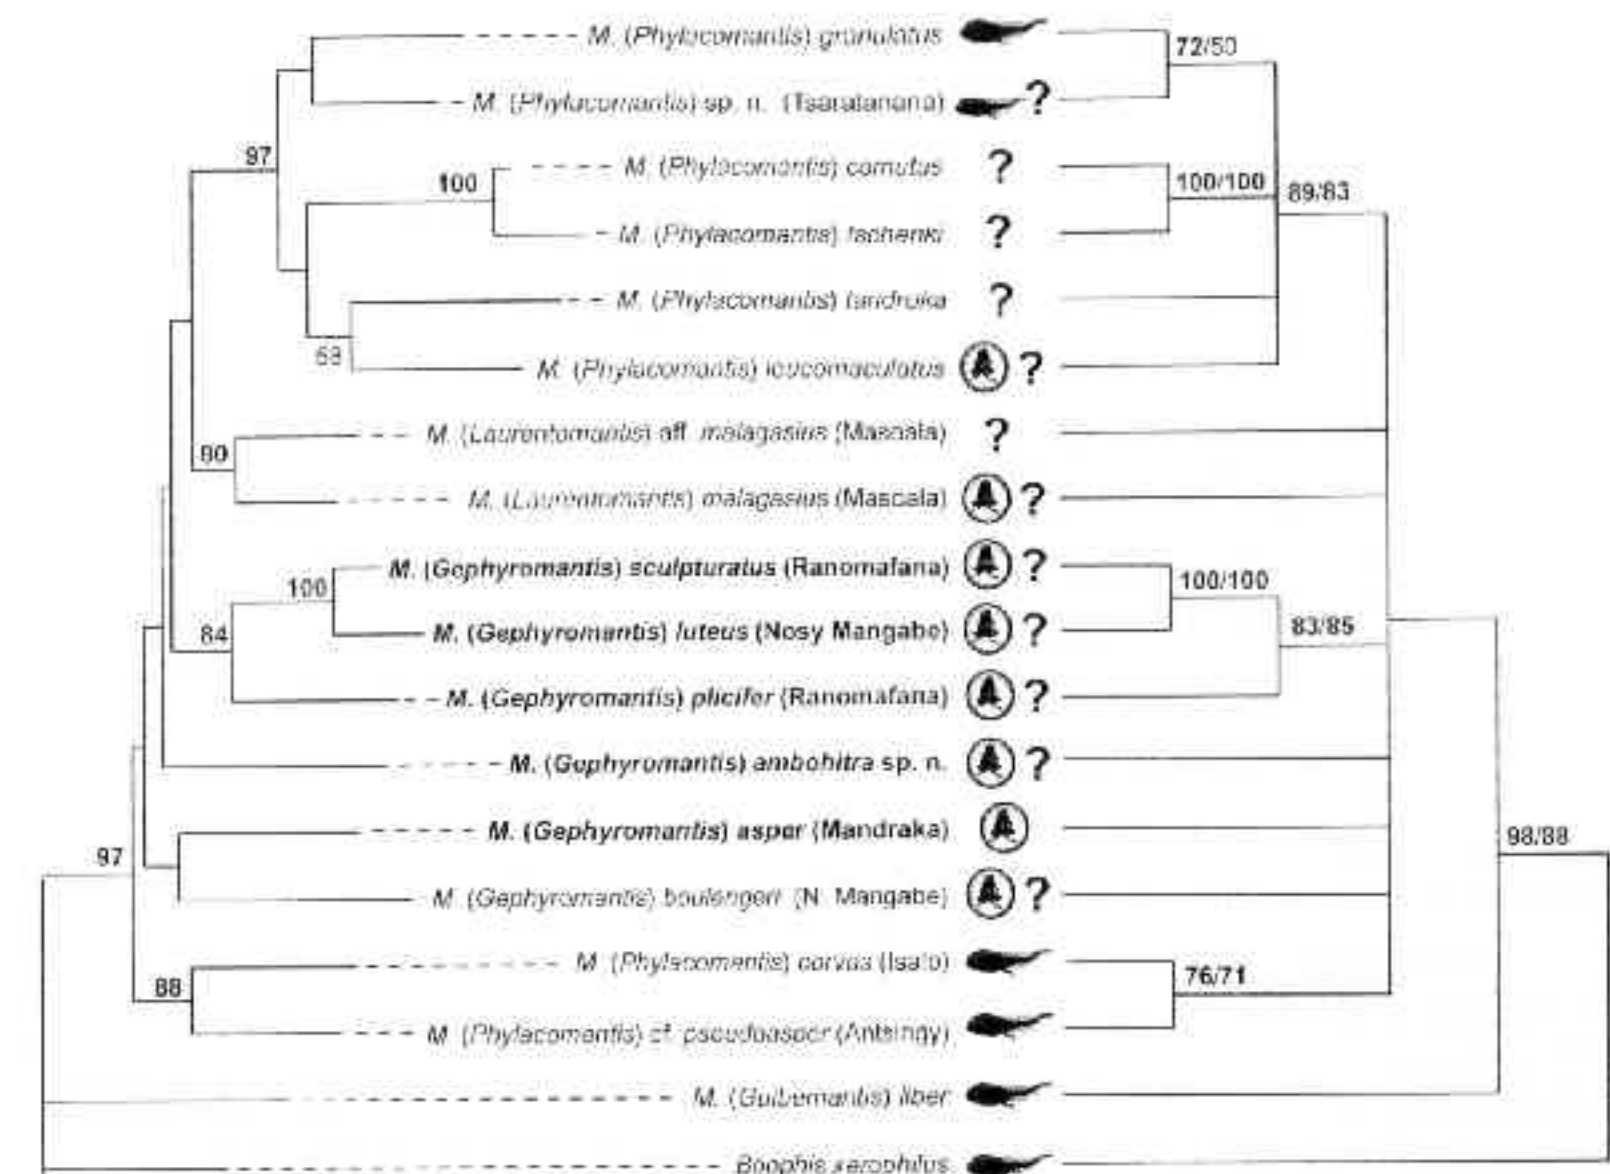 M. (Phylacomantis) granulatus
72/50
M. (Phylacomantis) sp. n. (Tsaratanana) ?
97
M. (Phylacomantis) cornutus ?
100
100/100
89/83
M. (Phylacomantis) tschenki ?
M. (Phylacomantis) tandroka ?
M. (Phylacomantis) leucomaculatus ?
M. (Laurentomantis) aff. malagasius (Masoala) ?
M. (Laurentomantis) malagasius (Masoala) ?
M. (Gephyromantis) sculpturatus (Ranomafana) ?
100
100/100
M. (Gephyromantis) luteus (Nosy Mangabe) ?
84
83/85
M. (Gephyromantis) plicifer (Ranomafana) ?
M. (Gephyromantis) ambohitra sp. n. ?
M. (Gephyromantis) asper (Mandraka)
97
98/88
M. (Gephyromantis) boulengeri (N. Mangabe) ?
M. (Phylacomantis) corvus (Isalo)
88
76/71
M. (Phylacomantis) cf. pseudoasper (Antsingy)
M. (Guibemantis) liber
Boophis xerophilus